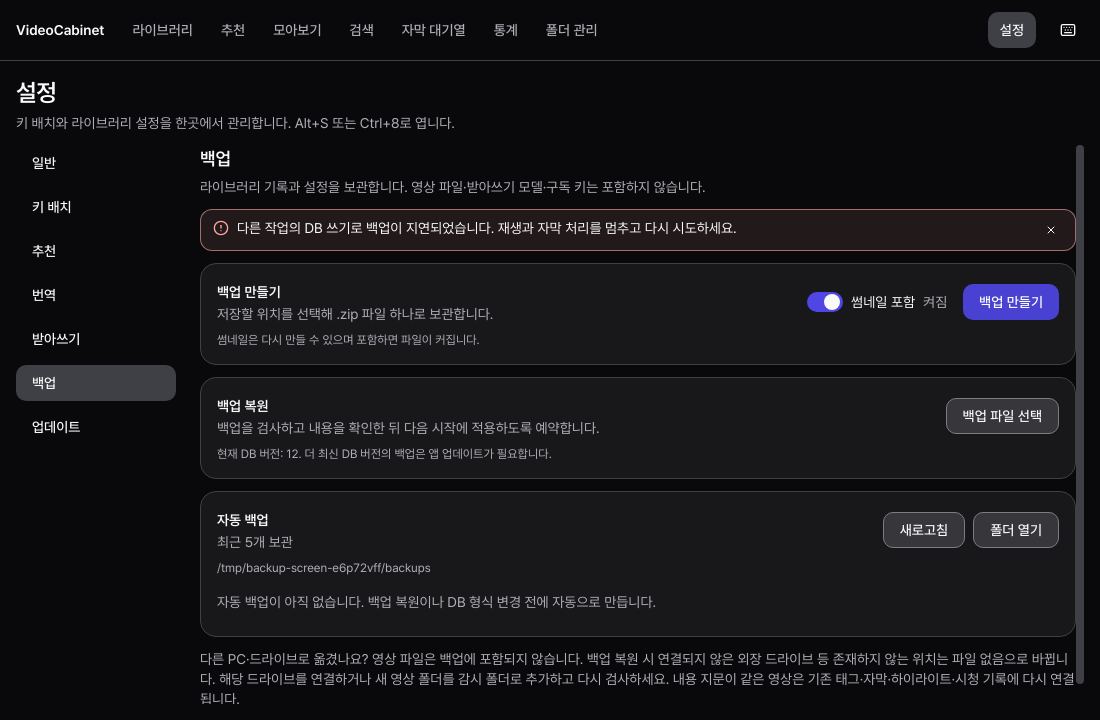 VideoCabinet 라이브러리 추천 모아보기 검색 자막 대기열 통계 폴더 관리 설정
설정
키 배치와 라이브러리 설정을 한곳에서 관리합니다. Alt+S 또는 Ctrl+8로 엽니다.
일반
키 배치
추천
번역
받아쓰기
백업
업데이트
백업
라이브러리 기록과 설정을 보관합니다. 영상 파일·받아쓰기 모델·구독 키는 포함하지 않습니다.
다른 작업의 DB 쓰기로 백업이 지연되었습니다. 재생과 자막 처리를 멈추고 다시 시도하세요.
백업 만들기
저장할 위치를 선택해 .zip 파일 하나로 보관합니다.
썸네일은 다시 만들 수 있으며 포함하면 파일이 커집니다.
썸네일 포함 켜짐 백업 만들기
백업 복원
백업을 검사하고 내용을 확인한 뒤 다음 시작에 적용하도록 예약합니다.
현재 DB 버전: 12. 더 최신 DB 버전의 백업은 앱 업데이트가 필요합니다.
백업 파일 선택
자동 백업
최근 5개 보관
/tmp/backup-screen-e6p72vff/backups
새로고침 폴더 열기
자동 백업이 아직 없습니다. 백업 복원이나 DB 형식 변경 전에 자동으로 만듭니다.
다른 PC·드라이브로 옮겼나요? 영상 파일은 백업에 포함되지 않습니다. 백업 복원 시 연결되지 않은 외장 드라이브 등 존재하지 않는 위치는 파일 없음으로 바뀝니
다. 해당 드라이브를 연결하거나 새 영상 폴더를 감시 폴더로 추가하고 다시 검사하세요. 내용 지문이 같은 영상은 기존 태그·자막·하이라이트·시청 기록에 다시 연결
됩니다.